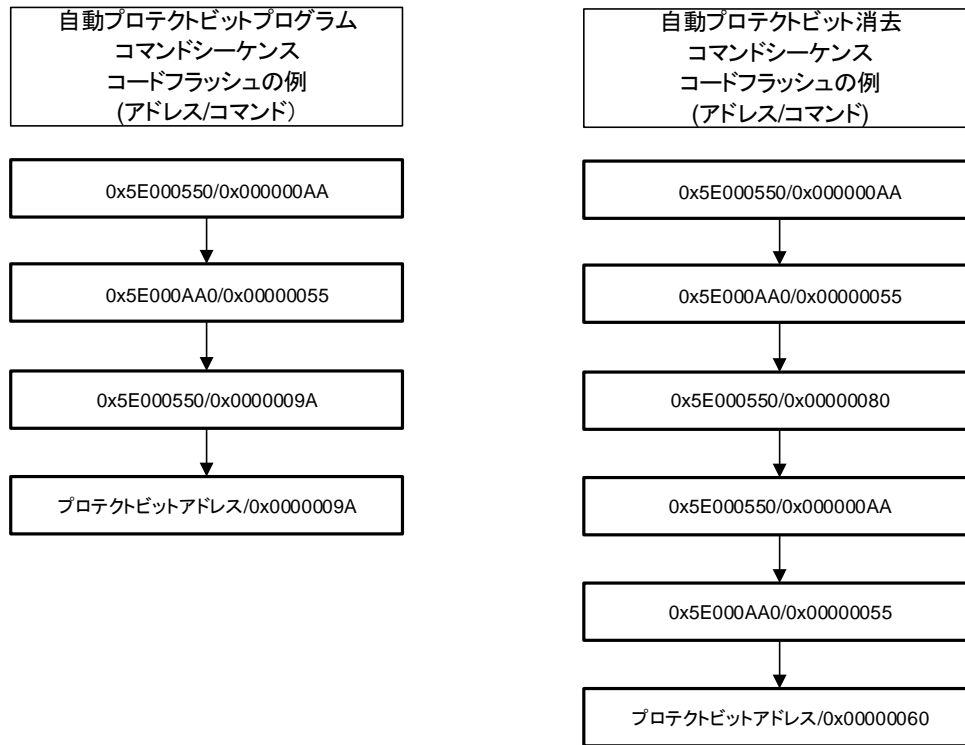 自動プロテクトビットプログラム
コマンドシーケンス
コードフラッシュの例
(アドレス/コマンド)
0x5E000550/0x000000AA
0x5E000AA0/0x00000055
0x5E000550/0x0000009A
プロテクトビットアドレス/0x0000009A
自動プロテクトビット消去
コマンドシーケンス
コードフラッシュの例
(アドレス/コマンド)
0x5E000550/0x000000AA
0x5E000AA0/0x00000055
0x5E000550/0x00000080
0x5E000550/0x000000AA
0x5E000AA0/0x00000055
プロテクトビットアドレス/0x00000060